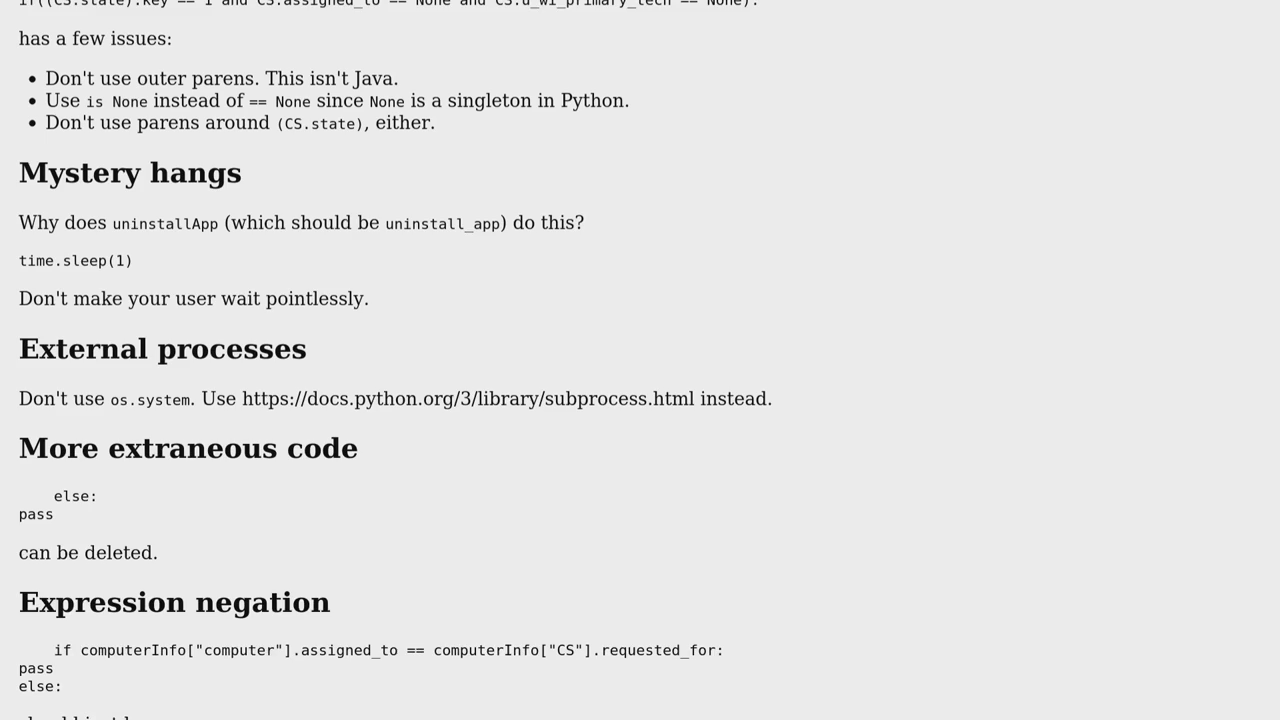 if((CS.state).key == 1 and CS.assigned_to == None and CS.u_wi_primary_tech == None):
has a few issues:
• Don't use outer parens. This isn't Java.
• Use is None instead of == None since None is a singleton in Python.
• Don't use parens around (CS.state), either.
Mystery hangs
Why does uninstallApp (which should be uninstall_app) do this?
time.sleep(1)
Don't make your user wait pointlessly.
External processes
Don't use os.system. Use https://docs.python.org/3/library/subprocess.html instead.
More extraneous code
    else:
pass
can be deleted.
Expression negation
    if computerInfo["computer"].assigned_to == computerInfo["CS"].requested_for:
pass
else: